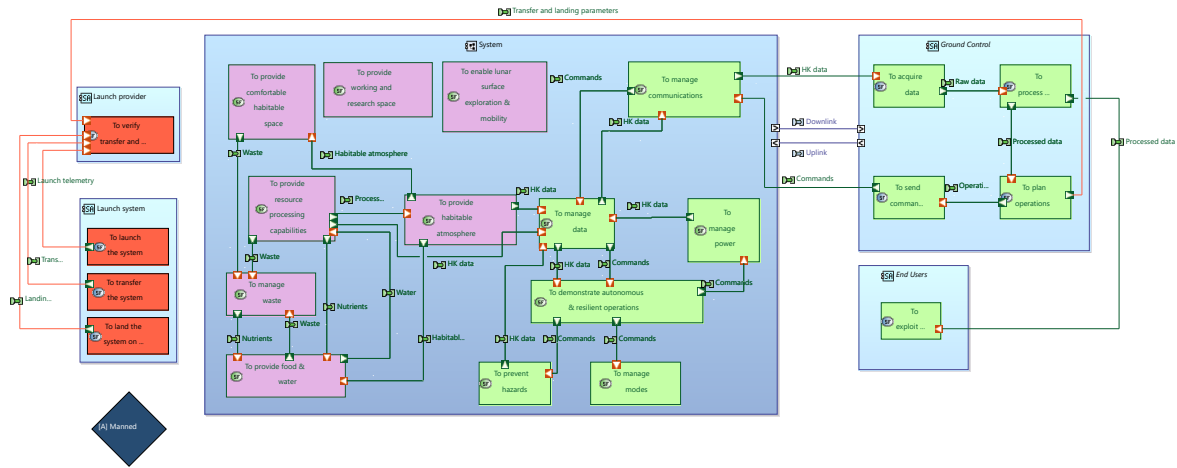 Transfer and landing parameters
System
Ground Control
Launch provider
To verify
transfer and ...
Launch telemetry
Launch system
To launch
the system
Trans...
To transfer
the system
Landin...
To land the
system on ...
[A] Manned
To provide
comfortable
habitable
space
To provide
working and
research space
To enable lunar
surface
exploration &
mobility
Commands
To manage
communications
HK data
HK data
Waste
Habitable atmosphere
Downlink
Uplink
Commands
To acquire
data
Raw data
To
process ...
Processed data
Processed data
To send
comman...
Operati...
To plan
operations
To provide
resource
processing
capabilities
Process...
To provide
habitable
atmosphere
HK data
To manage
data
HK data
To
manage
power
Waste
HK data
HK data
Commands
To manage
waste
Nutrients
Water
Commands
To demonstrate autonomous
& resilient operations
Waste
Nutrients
Habitabl...
HK data
Commands
Commands
To provide food &
water
To prevent
hazards
To manage
modes
End Users
To
exploit ...